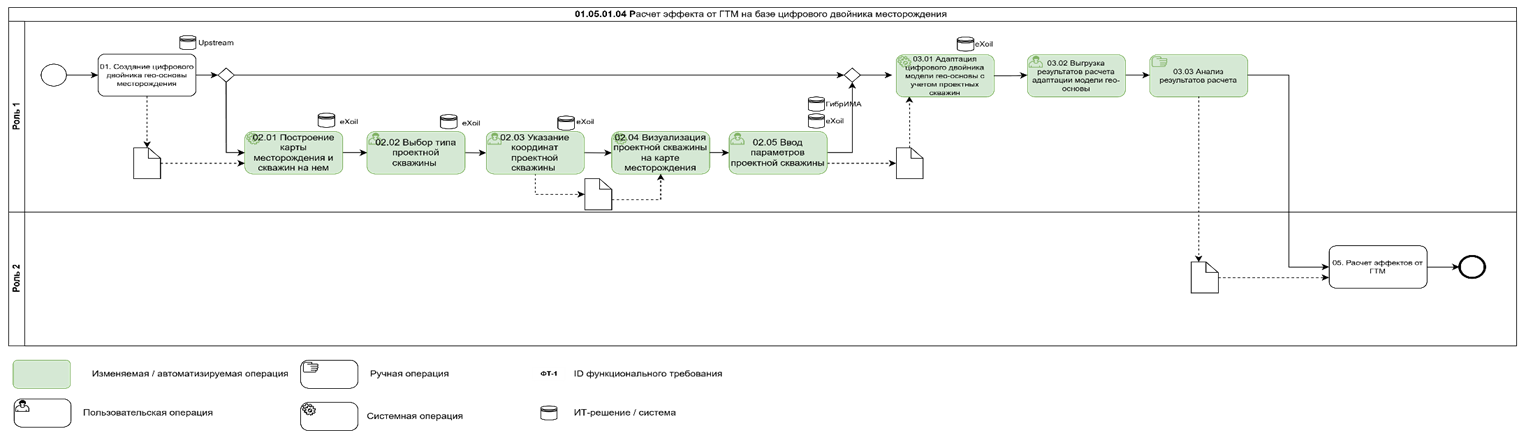 01.05.01.04 Расчет эффекта от ГТМ на базе цифрового двойника месторождения
Роль 1
Upstream
01. Создание цифрового
двойника гео-основы
месторождения
eXoil
02.01 Построение
карты
месторождения и
скважин на нем
eXoil
02.02 Выбор типа
проектной
скважины
eXoil
02.03 Указание
координат
проектной
скважины
02.04 Визуализация
проектной скважины
на карте
месторождения
ГибрИМА
eXoil
02.05 Ввод
параметров
проектной скважины
eXoil
03.01 Адаптация
цифрового двойника
модели гео-основы с
учетом проектных
скважин
03.02 Выгрузка
результатов расчета
адаптации модели гео-
основы
03.03 Анализ
результатов расчета
Роль 2
05. Расчет эффектов от
ГТМ
Изменяемая / автоматизируемая операция
Ручная операция
ФТ-1
ID функционального требования
Пользовательская операция
Системная операция
ИТ-решение / система